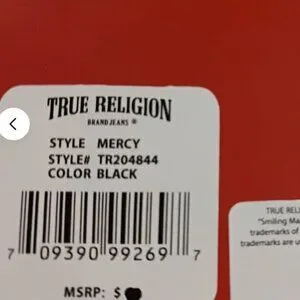 TRUE RELIGION
BRAND JEANS ®
STYLE MERCY
STYLE# TR204844
COLOR BLACK
7 09390 99269 7
MSRP: $
TRUE RELI
"Smiling Ma
trademarks of
trademarks are u